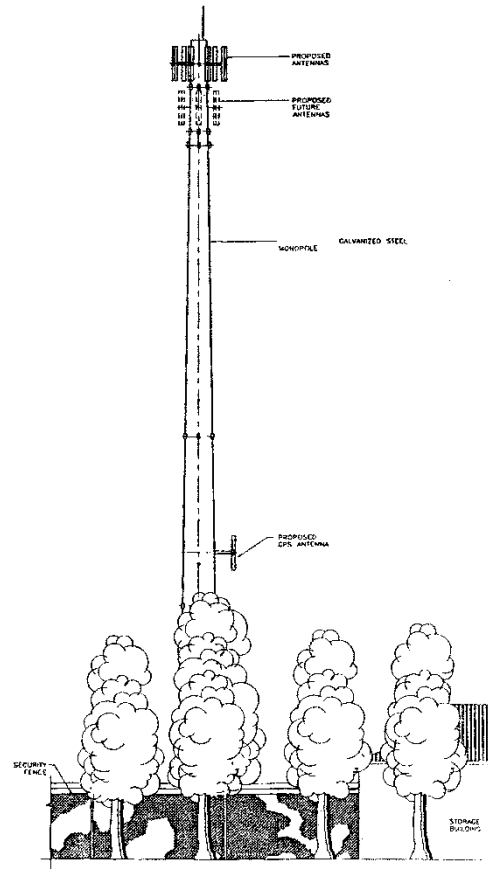 PROPOSED
ANTENNAS
PROPOSED
FUTURE
ANTENNAS
MONOPOLE GALVANIZED STEEL
PROPOSED
GPS ANTENNA
SECURITY
FENCE
STORAGE
BUILDING